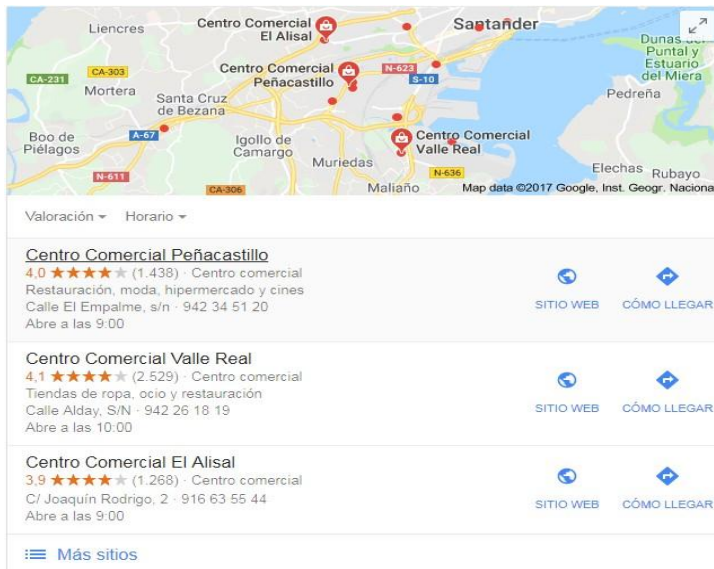 Liencres
Centro Comercial
El Alisal
Santander
Dunas del
Puntal y
Estuario
del Miera
CA-231
CA-303
Mortera
Centro Comercial
Peñacastillo
N-623
S-10
Santa Cruz
de Bezana
Pedreña
Boo de
Piélagos
A-67
Igollo de
Camargo
Centro Comercial
Valle Real
Muriedas
N-611
CA-306
N-636
Elechas
Rubayo
Maliaño
Map data ©2017 Google, Inst. Geogr. Naciona
Valoración
Horario
Centro Comercial Peñacastillo
4,0 ★★★★★ (1.438) · Centro comercial
Restauración, moda, hipermercado y cines
Calle El Empalme, s/n · 942 34 51 20
Abre a las 9:00
SITIO WEB
CÓMO LLEGAR
Centro Comercial Valle Real
4,1 ★★★★★ (2.529) · Centro comercial
Tiendas de ropa, ocio y restauración
Calle Alday, S/N · 942 26 18 19
Abre a las 10:00
SITIO WEB
CÓMO LLEGAR
Centro Comercial El Alisal
3,9 ★★★★★ (1.268) · Centro comercial
C/ Joaquín Rodrigo, 2 · 916 63 55 44
Abre a las 9:00
SITIO WEB
CÓMO LLEGAR
Más sitios